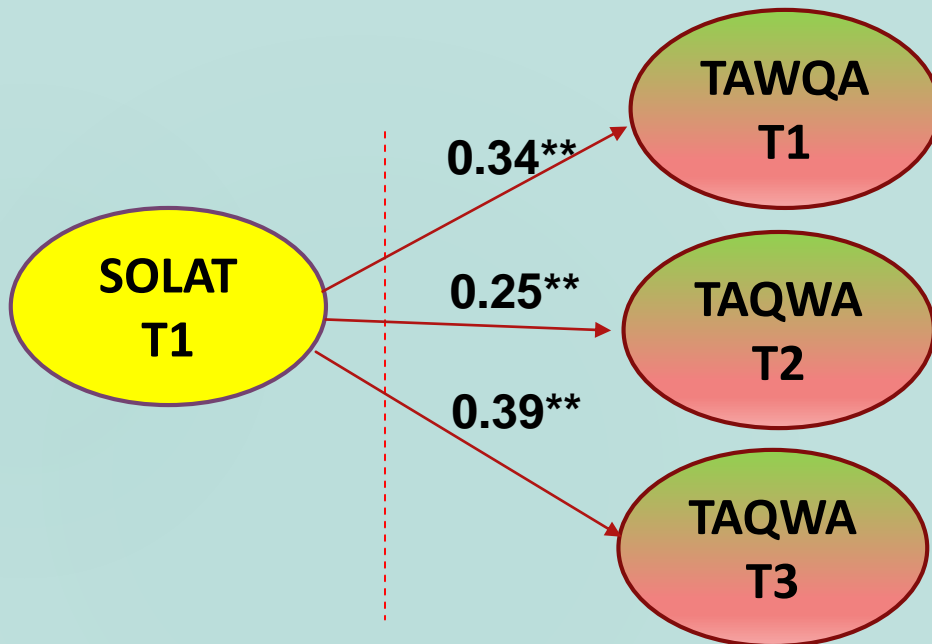 SOLAT
T1
0.34**
0.25**
0.39**
TAWQA
T1
TAQWA
T2
TAQWA
T3